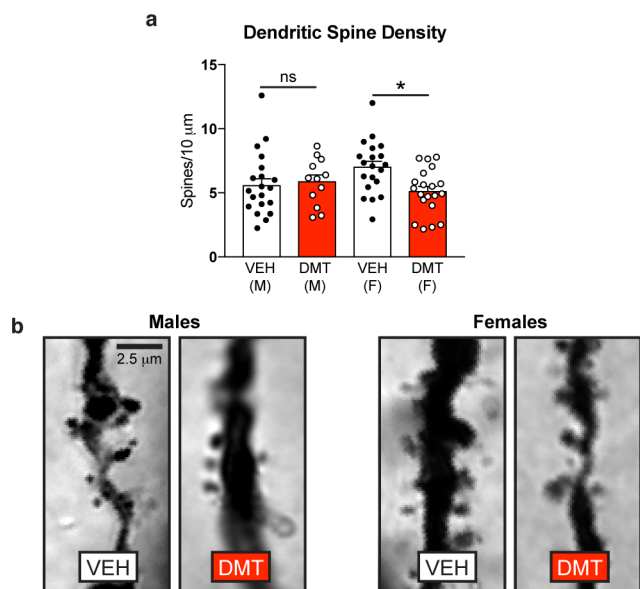 a
Dendritic Spine Density
ns
*
15
10
5
0
Spines/10 μm
VEH
(M)
DMT
(M)
VEH
(F)
DMT
(F)
b
Males
Females
2.5 μm
VEH
DMT
VEH
DMT